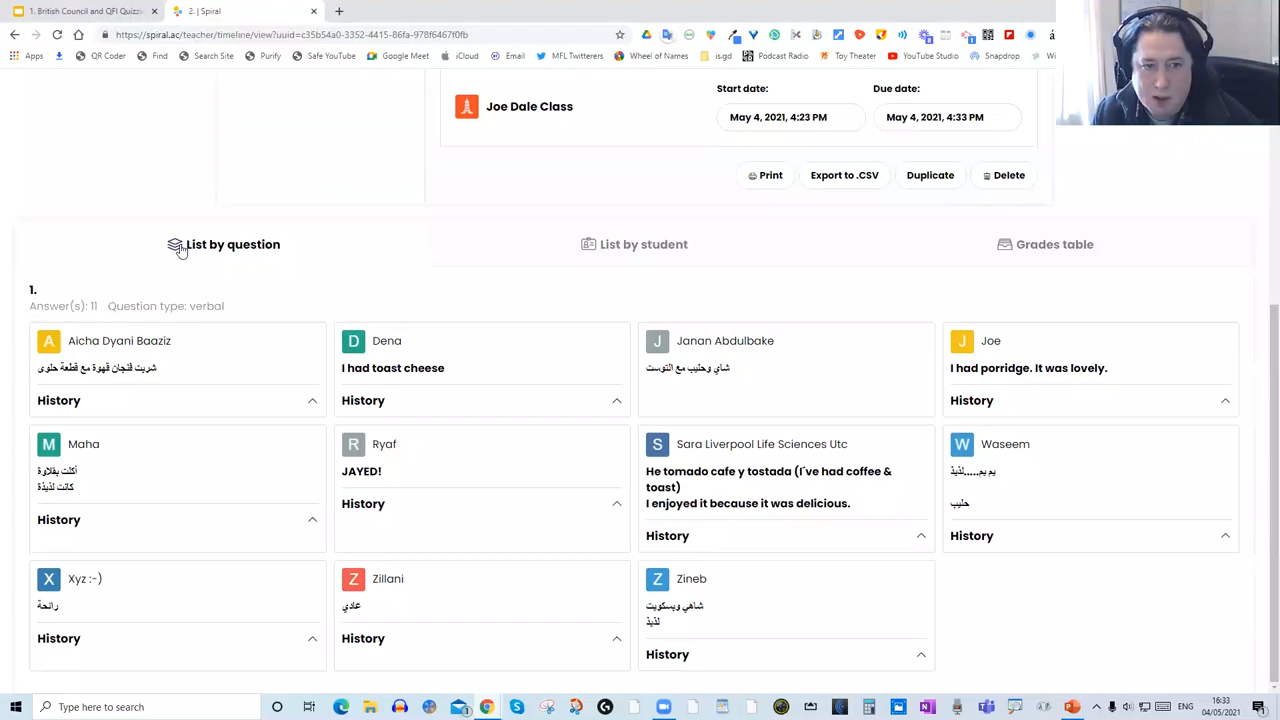 1. British Council and QFI Quizz
2. | Spiral
https://spiral.ac/teacher/timeline/view?uuid=c35b54a0-3352-4415-86fa-978f6467f0fb
Apps
QR Coder
Find
Search S
Policy
Safe YouTube
Google Meet
iCloud
Email
MFL Twitterers
Wheel of Names
is.gd
Podcast Radio
Toy Theater
YouTube Studio
Snapdrop
Wi
Start date:
Due date:
Joe Dale Class
May 4, 2021, 4:23 PM
May 4, 2021, 4:33 PM
Print
Export to .CSV
Duplicate
Delete
List by question
List by student
Grades table
1.
Answer(s): 11 Question type: verbal
A Aicha Dyani Baaziz
شربت فنجان قهوة مع قطعة حلوى
History
D Dena
I had toast cheese
History
J Janan Abdulbake
شاي وحليب مع التوست
J Joe
I had porridge. It was lovely.
History
M Maha
أكلت بقلاوة
كانت لذيذة
History
R Ryaf
JAYED!
History
S Sara Liverpool Life Sciences Utc
He tomado cafe y tostada (I´ve had coffee &
toast)
I enjoyed it because it was delicious.
History
W Waseem
يم يم.....لذيذ
حليب
History
X Xyz :-)
رائحة
History
Z Zillani
عادي
History
Z Zineb
شاهي وبسكويت
لذيذ
History
Type here to search
16:33
04/05/2021